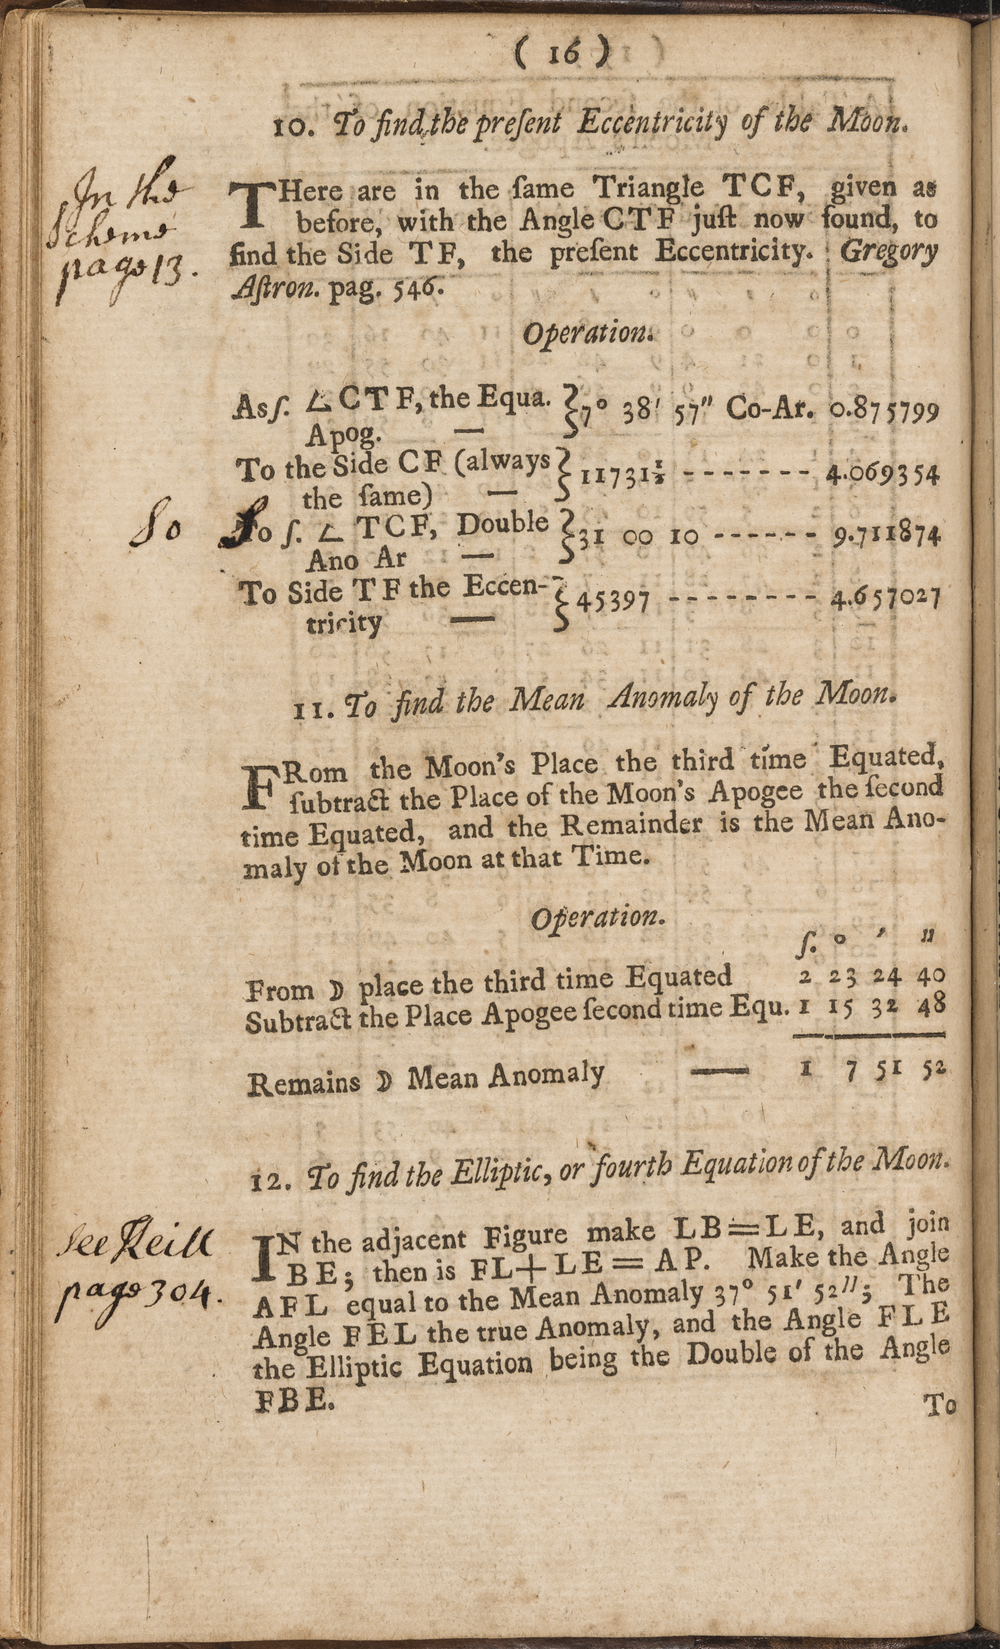 ( 16 )
10. To find the preſent Eccentricity of the Moon.
In the
Scheme
page 13.
THere are in the ſame Triangle TCF, given as
before, with the Angle CTF juſt now found, to
find the Side TF, the preſent Eccentricity. Gregory
Aſtron. pag. 546.
Operation.
Asſ. ∠ CTF, the Equa. } 7° 38′ 57″ Co-Ar. 0.875799
Apog. —
To the Side CF (always } 11731½ - - - - - - - 4.069354
the ſame) —
So So ſ. ∠ TCF, Double } 31 00 10 - - - - - - 9.711874
Ano Ar —
To Side TF the Eccen- } 45397 - - - - - - - - 4.657027
tricity —
11. To find the Mean Anomaly of the Moon.
FRom the Moon's Place the third time Equated,
ſubtract the Place of the Moon's Apogee the ſecond
time Equated, and the Remainder is the Mean Ano-
maly of the Moon at that Time.
Operation.
ſ. ° ′ ″
From ☽ place the third time Equated 2 23 24 40
Subtract the Place Apogee ſecond time Equ. 1 15 32 48
Remains ☽ Mean Anomaly — 1 7 51 52
12. To find the Elliptic, or fourth Equation of the Moon.
See Keill
page 304.
IN the adjacent Figure make LB=LE, and join
BE; then is FL+LE=AP. Make the Angle
AFL equal to the Mean Anomaly 37° 51′ 52″; The
Angle FEL the true Anomaly, and the Angle FLE
the Elliptic Equation being the Double of the Angle
FBE.
To